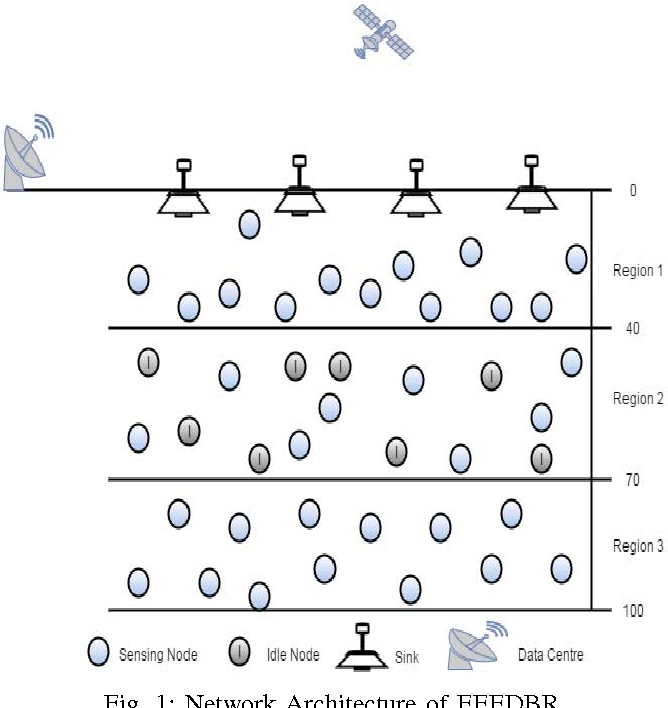 0
Region 1
40
I
I
I
I
Region 2
I
I
I
I
70
Region 3
100
Sensing Node
I
Idle Node
Sink
Data Centre
Fig. 1: Network Architecture of EEEDBR